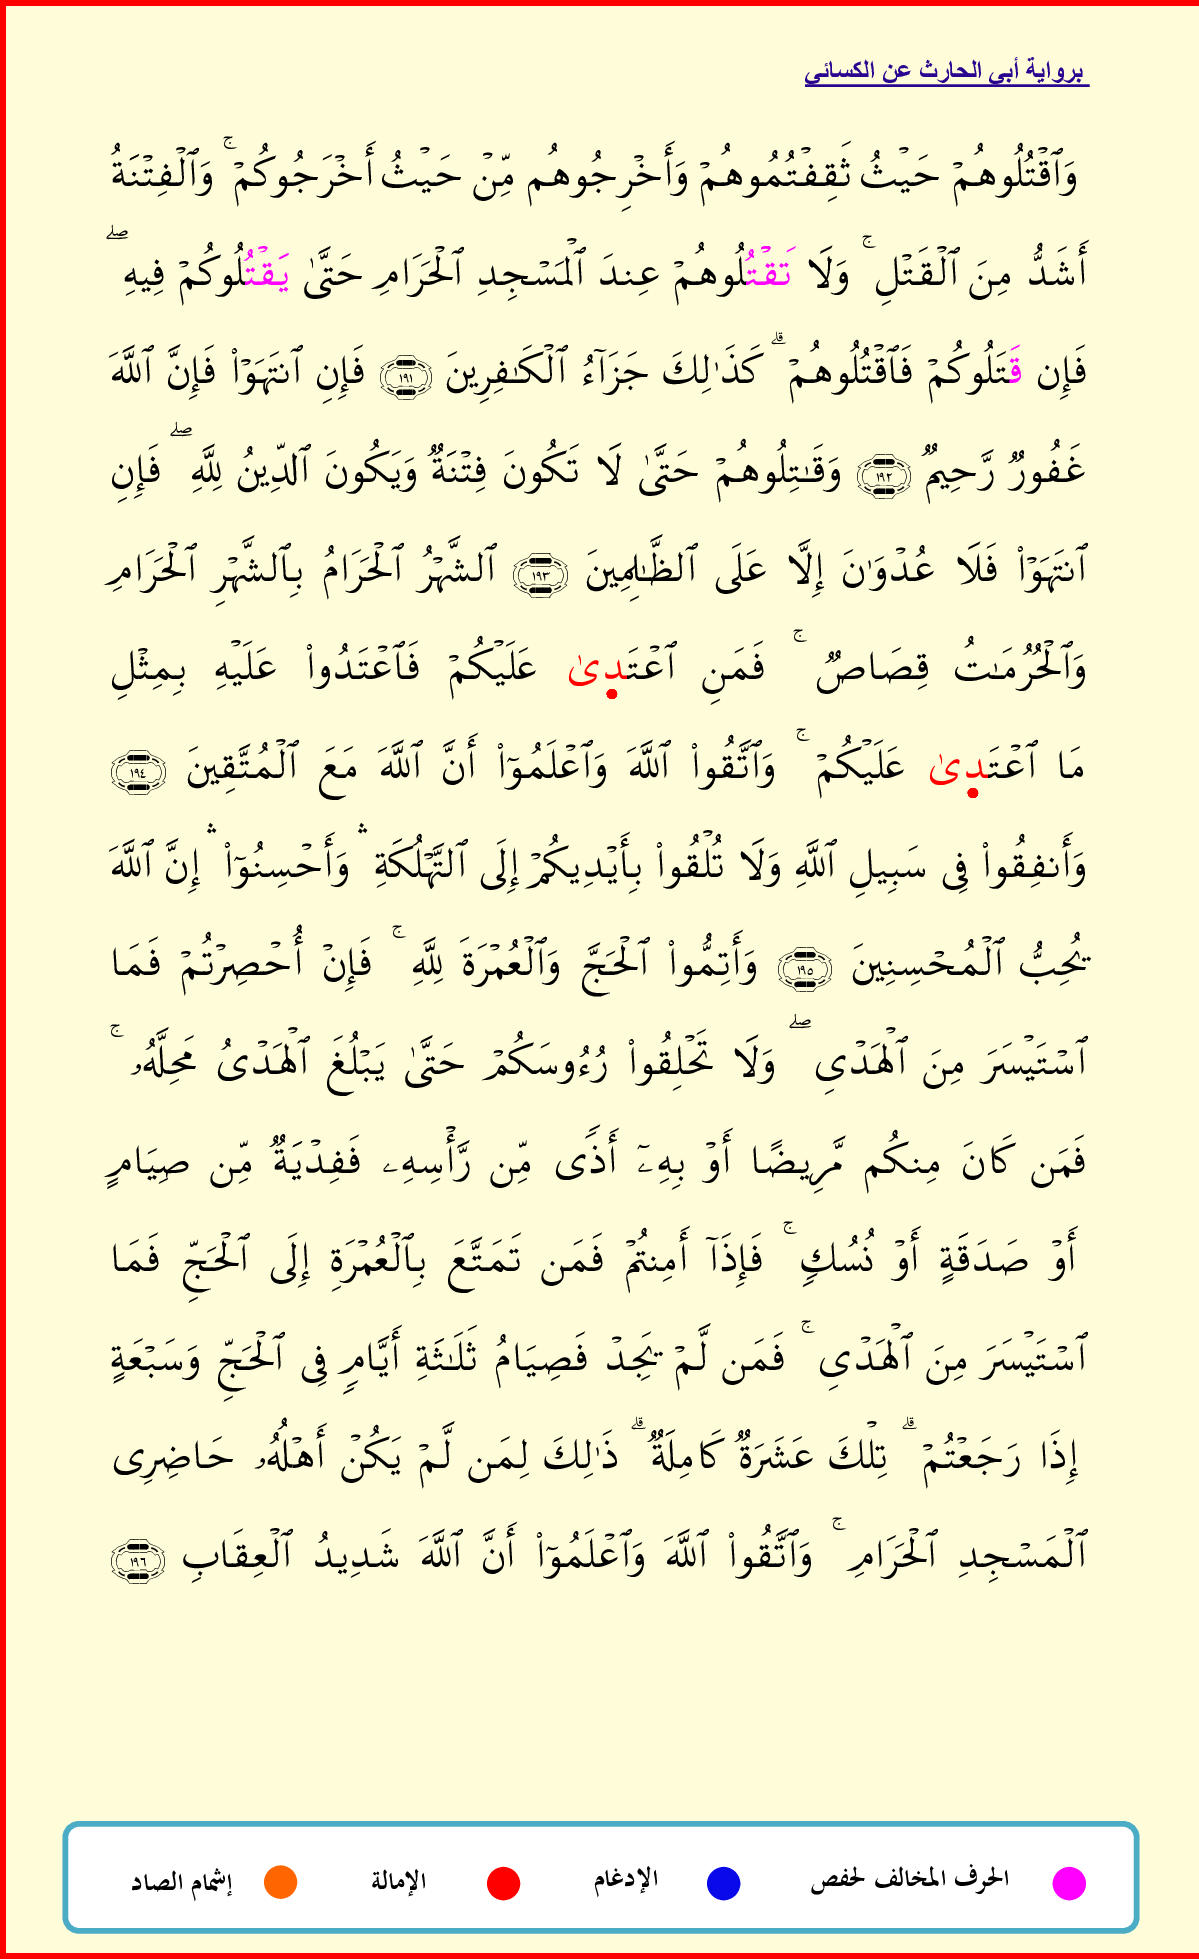 برواية أبي الحارث عن الكسائي
وَٱقۡتُلُوهُمۡ حَيۡثُ ثَقِفۡتُمُوهُمۡ وَأَخۡرِجُوهُم مِّنۡ حَيۡثُ أَخۡرَجُوكُمۡۚ وَٱلۡفِتۡنَةُ
أَشَدُّ مِنَ ٱلۡقَتۡلِۚ وَلَا تَقۡتُلُوهُمۡ عِندَ ٱلۡمَسۡجِدِ ٱلۡحَرَامِ حَتَّىٰ يَقۡتُلُوكُمۡ فِيهِۖ
فَإِن قَتَلُوكُمۡ فَٱقۡتُلُوهُمۡۗ كَذَٰلِكَ جَزَآءُ ٱلۡكَـٰفِرِينَ ١٩١ فَإِنِ ٱنتَهَوۡاْ فَإِنَّ ٱللَّهَ
غَفُورٞ رَّحِيمٞ ١٩٢ وَقَـٰتِلُوهُمۡ حَتَّىٰ لَا تَكُونَ فِتۡنَةٞ وَيَكُونَ ٱلدِّينُ لِلَّهِۖ فَإِنِ
ٱنتَهَوۡاْ فَلَا عُدۡوَٰنَ إِلَّا عَلَى ٱلظَّـٰلِمِينَ ١٩٣ ٱلشَّهۡرُ ٱلۡحَرَامُ بِٱلشَّهۡرِ ٱلۡحَرَامِ
وَٱلۡحُرُمَـٰتُ قِصَاصٞۚ فَمَنِ ٱعۡتَدِىٰ عَلَيۡكُمۡ فَٱعۡتَدُواْ عَلَيۡهِ بِمِثۡلِ
مَا ٱعۡتَدِىٰ عَلَيۡكُمۡۚ وَٱتَّقُواْ ٱللَّهَ وَٱعۡلَمُوٓاْ أَنَّ ٱللَّهَ مَعَ ٱلۡمُتَّقِينَ ١٩٤
وَأَنفِقُواْ فِى سَبِيلِ ٱللَّهِ وَلَا تُلۡقُواْ بِأَيۡدِيكُمۡ إِلَى ٱلتَّهۡلُكَةِۛ وَأَحۡسِنُوٓاْۛ إِنَّ ٱللَّهَ
يُحِبُّ ٱلۡمُحۡسِنِينَ ١٩٥ وَأَتِمُّواْ ٱلۡحَجَّ وَٱلۡعُمۡرَةَ لِلَّهِۚ فَإِنۡ أُحۡصِرۡتُمۡ فَمَا
ٱسۡتَيۡسَرَ مِنَ ٱلۡهَدۡىِۖ وَلَا تَحۡلِقُواْ رُءُوسَكُمۡ حَتَّىٰ يَبۡلُغَ ٱلۡهَدۡىُ مَحِلَّهُۥۚ
فَمَن كَانَ مِنكُم مَّرِيضًا أَوۡ بِهِۦٓ أَذٗى مِّن رَّأۡسِهِۦ فَفِدۡيَةٞ مِّن صِيَامٍ
أَوۡ صَدَقَةٍ أَوۡ نُسُكٖۚ فَإِذَآ أَمِنتُمۡ فَمَن تَمَتَّعَ بِٱلۡعُمۡرَةِ إِلَى ٱلۡحَجِّ فَمَا
ٱسۡتَيۡسَرَ مِنَ ٱلۡهَدۡىِۚ فَمَن لَّمۡ يَجِدۡ فَصِيَامُ ثَلَـٰثَةِ أَيَّامٖ فِى ٱلۡحَجِّ وَسَبۡعَةٍ
إِذَا رَجَعۡتُمۡۗ تِلۡكَ عَشَرَةٞ كَامِلَةٞۗ ذَٰلِكَ لِمَن لَّمۡ يَكُنۡ أَهۡلُهُۥ حَاضِرِى
ٱلۡمَسۡجِدِ ٱلۡحَرَامِۚ وَٱتَّقُواْ ٱللَّهَ وَٱعۡلَمُوٓاْ أَنَّ ٱللَّهَ شَدِيدُ ٱلۡعِقَابِ ١٩٦
الحرف المخالف لحفص الإدغام الإمالة إشمام الصاد